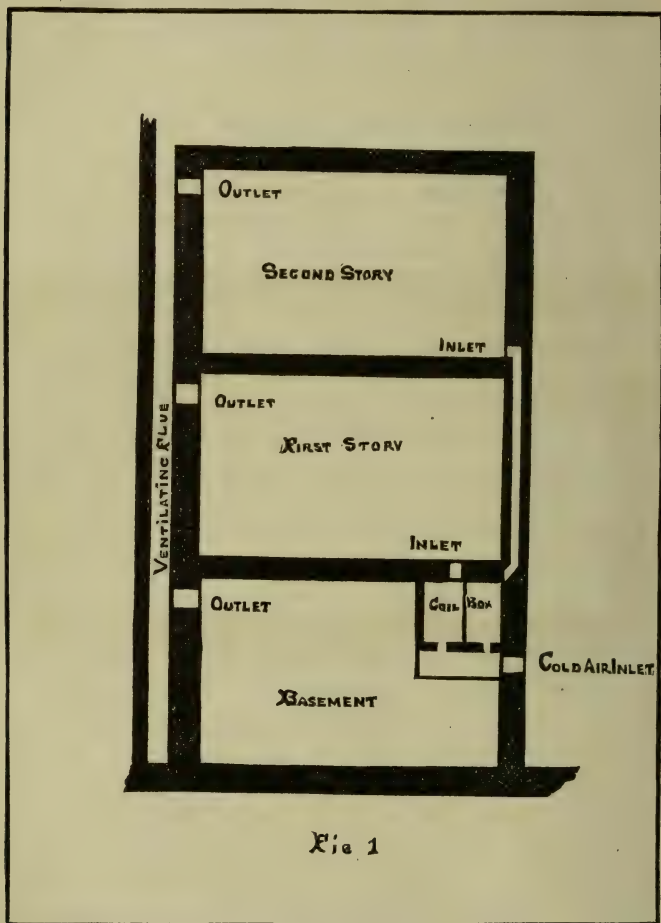 OUTLET
SECOND STORY
INLET
OUTLET
FIRST STORY
VENTILATING FLUE
INLET
OUTLET
COIL BOX
COLD AIR INLET
BASEMENT
Fig 1